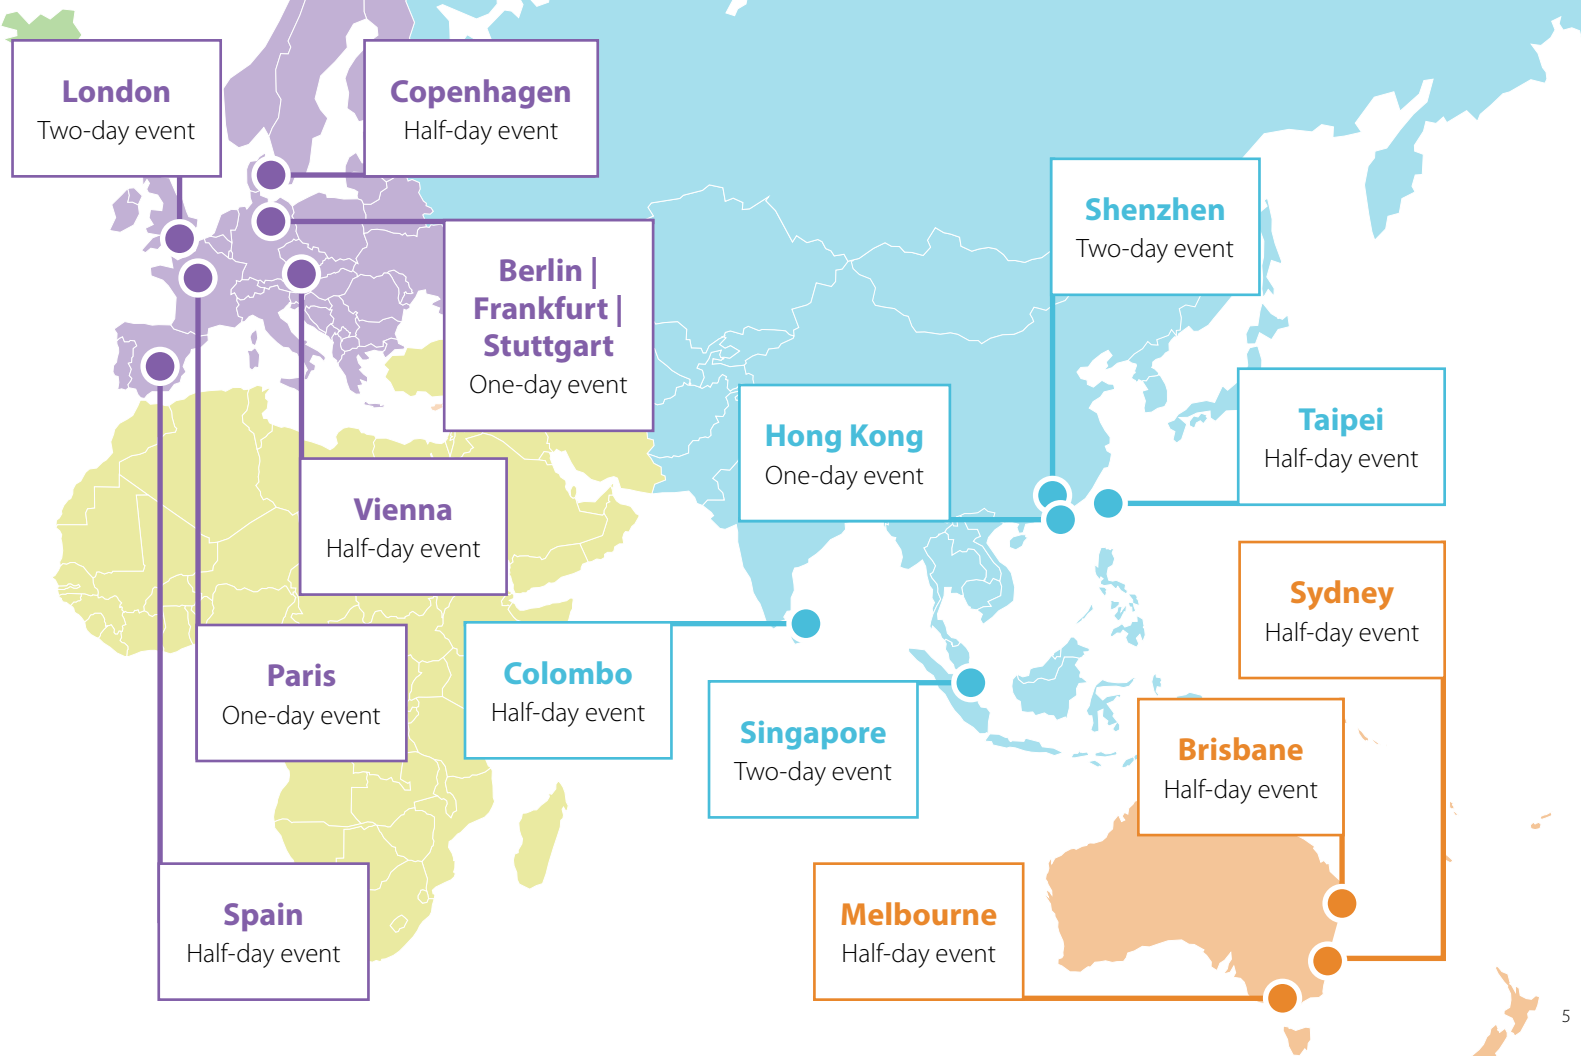 London
Two-day event
Copenhagen
Half-day event
Shenzhen
Two-day event
Berlin |
Frankfurt |
Stuttgart
One-day event
Taipei
Half-day event
Hong Kong
One-day event
Vienna
Half-day event
Sydney
Half-day event
Paris
One-day event
Colombo
Half-day event
Singapore
Two-day event
Brisbane
Half-day event
Spain
Half-day event
Melbourne
Half-day event
5